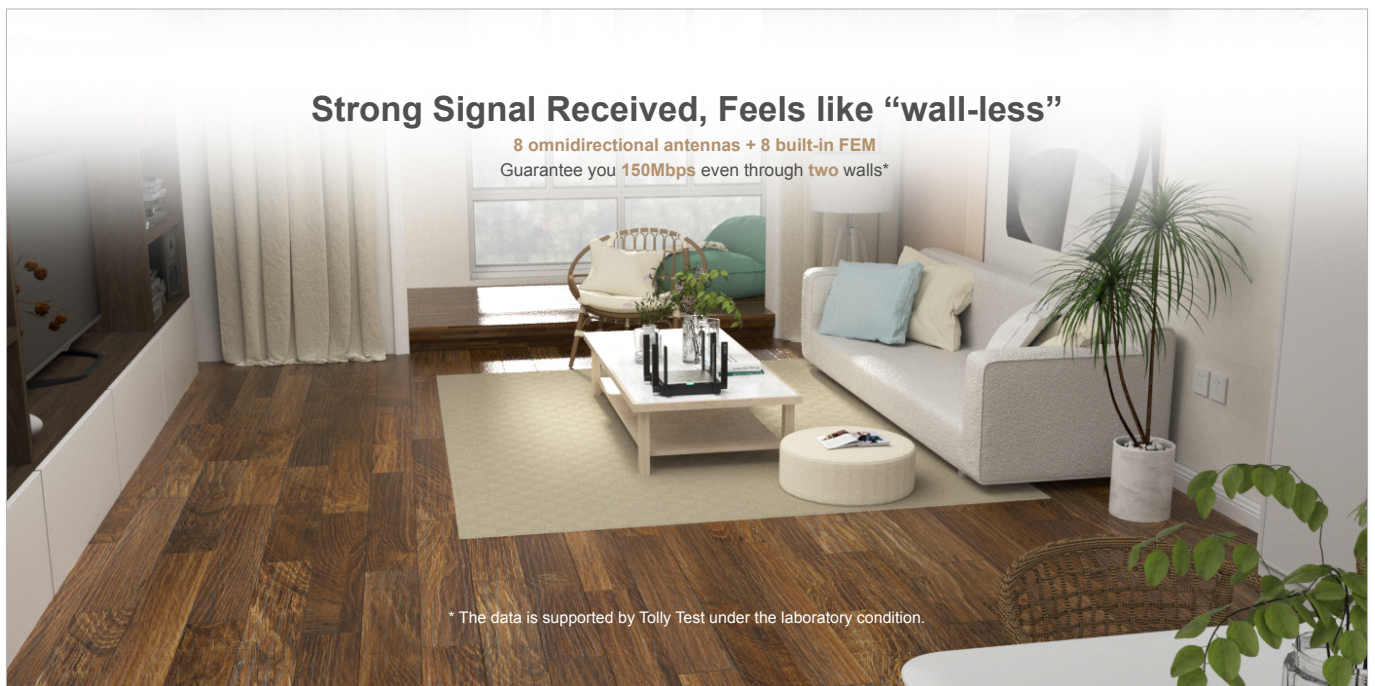 Strong Signal Received, Feels like “wall-less”
8 omnidirectional antennas + 8 built-in FEM
Guarantee you 150Mbps even through two walls*
* The data is supported by Tolly Test under the laboratory condition.